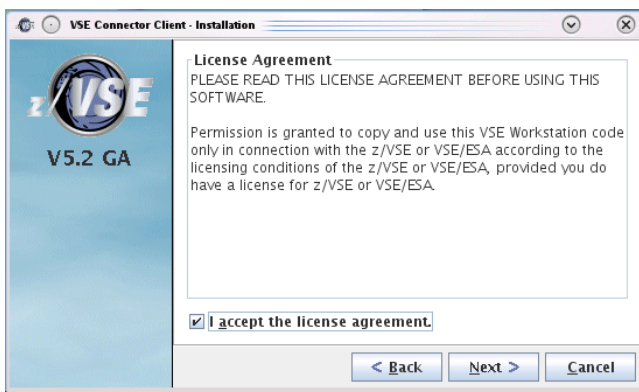 VSE Connector Client - Installation
z/VSE
V5.2 GA
License Agreement
PLEASE READ THIS LICENSE AGREEMENT BEFORE USING THIS
SOFTWARE.
Permission is granted to copy and use this VSE Workstation code
only in connection with the z/VSE or VSE/ESA according to the
licensing conditions of the z/VSE or VSE/ESA, provided you do
have a license for z/VSE or VSE/ESA.
I accept the license agreement.
< Back Next > Cancel